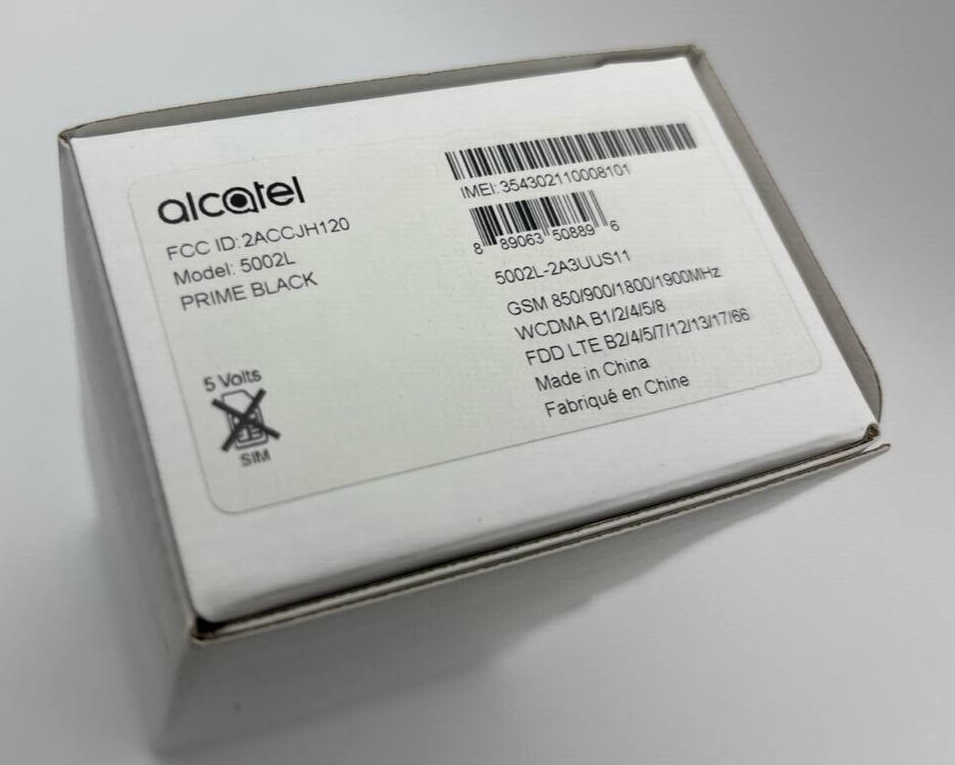 alcatel
FCC ID: 2ACCJH120
Model: 5002L
PRIME BLACK
5 Volts
SIM
IMEI: 354302110008101
8 89063 50889 6
5002L-2A3UUS11
GSM 850/900/1800/1900MHz
WCDMA B1/2/4/5/8
FDD LTE B2/4/5/7/12/13/17/66
Made in China
Fabriqué en Chine